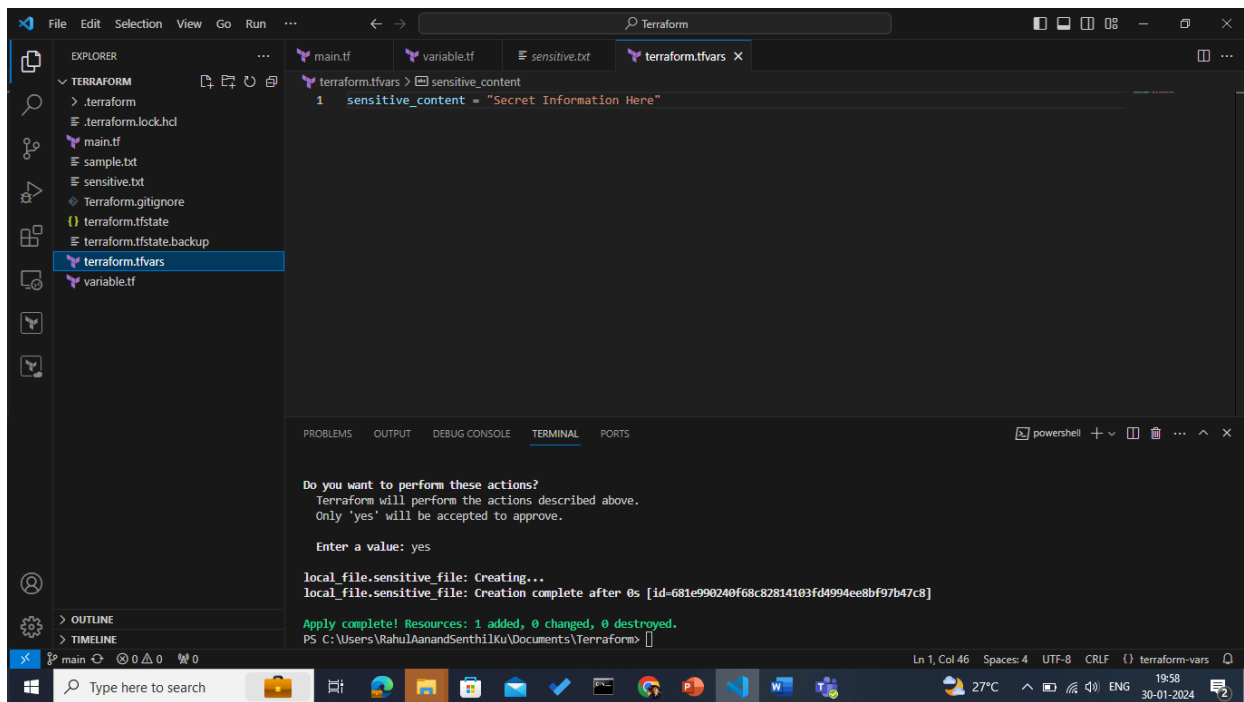 File Edit Selection View Go Run ... Terraform
EXPLORER ...
TERRAFORM
.terraform
.terraform.lock.hcl
main.tf
sample.txt
sensitive.txt
Terraform.gitignore
{} terraform.tfstate
terraform.tfstate.backup
terraform.tfvars
variable.tf
OUTLINE
TIMELINE
main.tf variable.tf sensitive.txt terraform.tfvars
terraform.tfvars > sensitive_content
1 sensitive_content = "Secret Information Here"
PROBLEMS OUTPUT DEBUG CONSOLE TERMINAL PORTS powershell
Do you want to perform these actions?
Terraform will perform the actions described above.
Only 'yes' will be accepted to approve.
Enter a value: yes
local_file.sensitive_file: Creating...
local_file.sensitive_file: Creation complete after 0s [id=681e990240f68c82814103fd4994ee8bf97b47c8]
Apply complete! Resources: 1 added, 0 changed, 0 destroyed.
PS C:\Users\RahulAanandSenthilKu\Documents\Terraform>
main 0 0 0 Ln 1, Col 46 Spaces: 4 UTF-8 CRLF {} terraform-vars
Type here to search 27°C ENG 19:58
30-01-2024 2